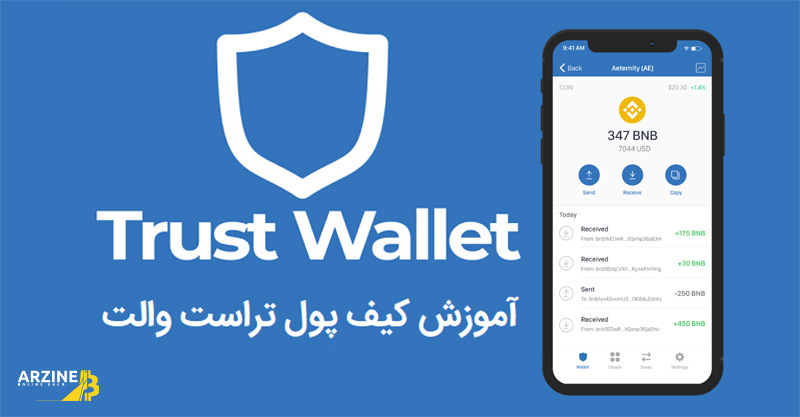 Trust Wallet
آموزش کیف پول تراست والت
ARZINE
9:41 AM
Back
Aeternity (AE)
COIN
$20.30 +1.4%
347 BNB
7044 USD
Send
Receive
Copy
Today
Received
+175 BNB
Received
+30 BNB
Sent
-250 BNB
Received
+450 BNB
Wallet
Swap
Settings